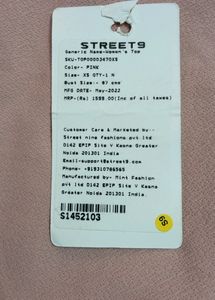 STREET9
Generic Name-Women's Top
SKU-TOP00003470XS
Color- PINK
Size- XS QTY-1 N
Bust Size-- 87 cms
MFG DATE- May-2022
MRP-(Rs) 1599.00(Inc of all taxes)
Customer Care & Marketed by--
Street nine fashions pvt ltd
D142 EPIP Site V Kasna
Greater Noida 201301 India
Email-support@street9.com
Phone- +919310786565
Manufactured by- Mint Fashion
pvt ltd
D142 EPIP Site V Kasna Greater
Noida 201301 India.
S1452103
S9